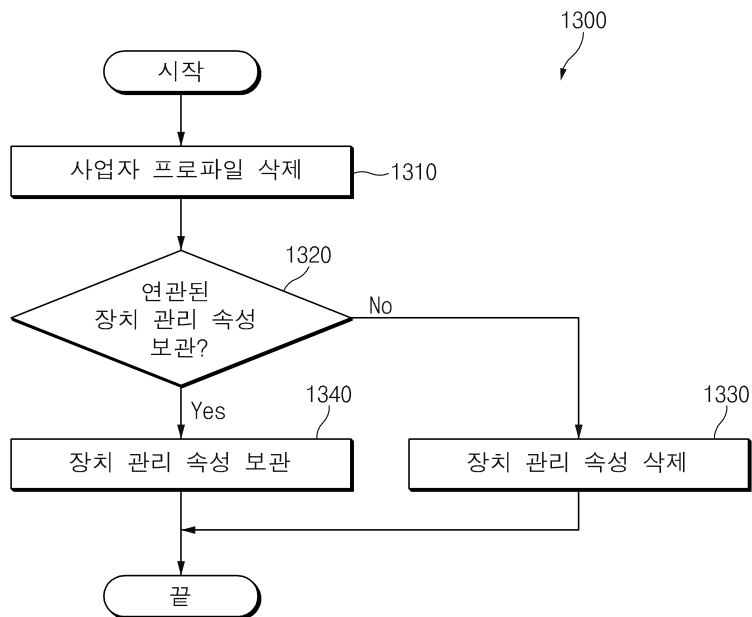 1300
시작
사업자 프로파일 삭제
1310
1320
연관된
장치 관리 속성
보관?
No
Yes
1340
1330
장치 관리 속성 보관
장치 관리 속성 삭제
끝